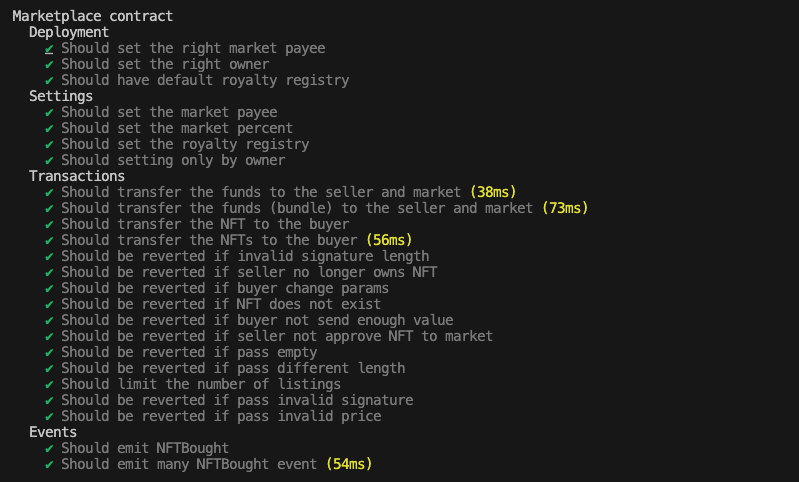 Marketplace contract
Deployment
✔ Should set the right market payee
✔ Should set the right owner
✔ Should have default royalty registry
Settings
✔ Should set the market payee
✔ Should set the market percent
✔ Should set the royalty registry
✔ Should setting only by owner
Transactions
✔ Should transfer the funds to the seller and market (38ms)
✔ Should transfer the funds (bundle) to the seller and market (73ms)
✔ Should transfer the NFT to the buyer
✔ Should transfer the NFTs to the buyer (56ms)
✔ Should be reverted if invalid signature length
✔ Should be reverted if seller no longer owns NFT
✔ Should be reverted if buyer change params
✔ Should be reverted if NFT does not exist
✔ Should be reverted if buyer not send enough value
✔ Should be reverted if seller not approve NFT to market
✔ Should be reverted if pass empty
✔ Should be reverted if pass different length
✔ Should limit the number of listings
✔ Should be reverted if pass invalid signature
✔ Should be reverted if pass invalid price
Events
✔ Should emit NFTBought
✔ Should emit many NFTBought event (54ms)